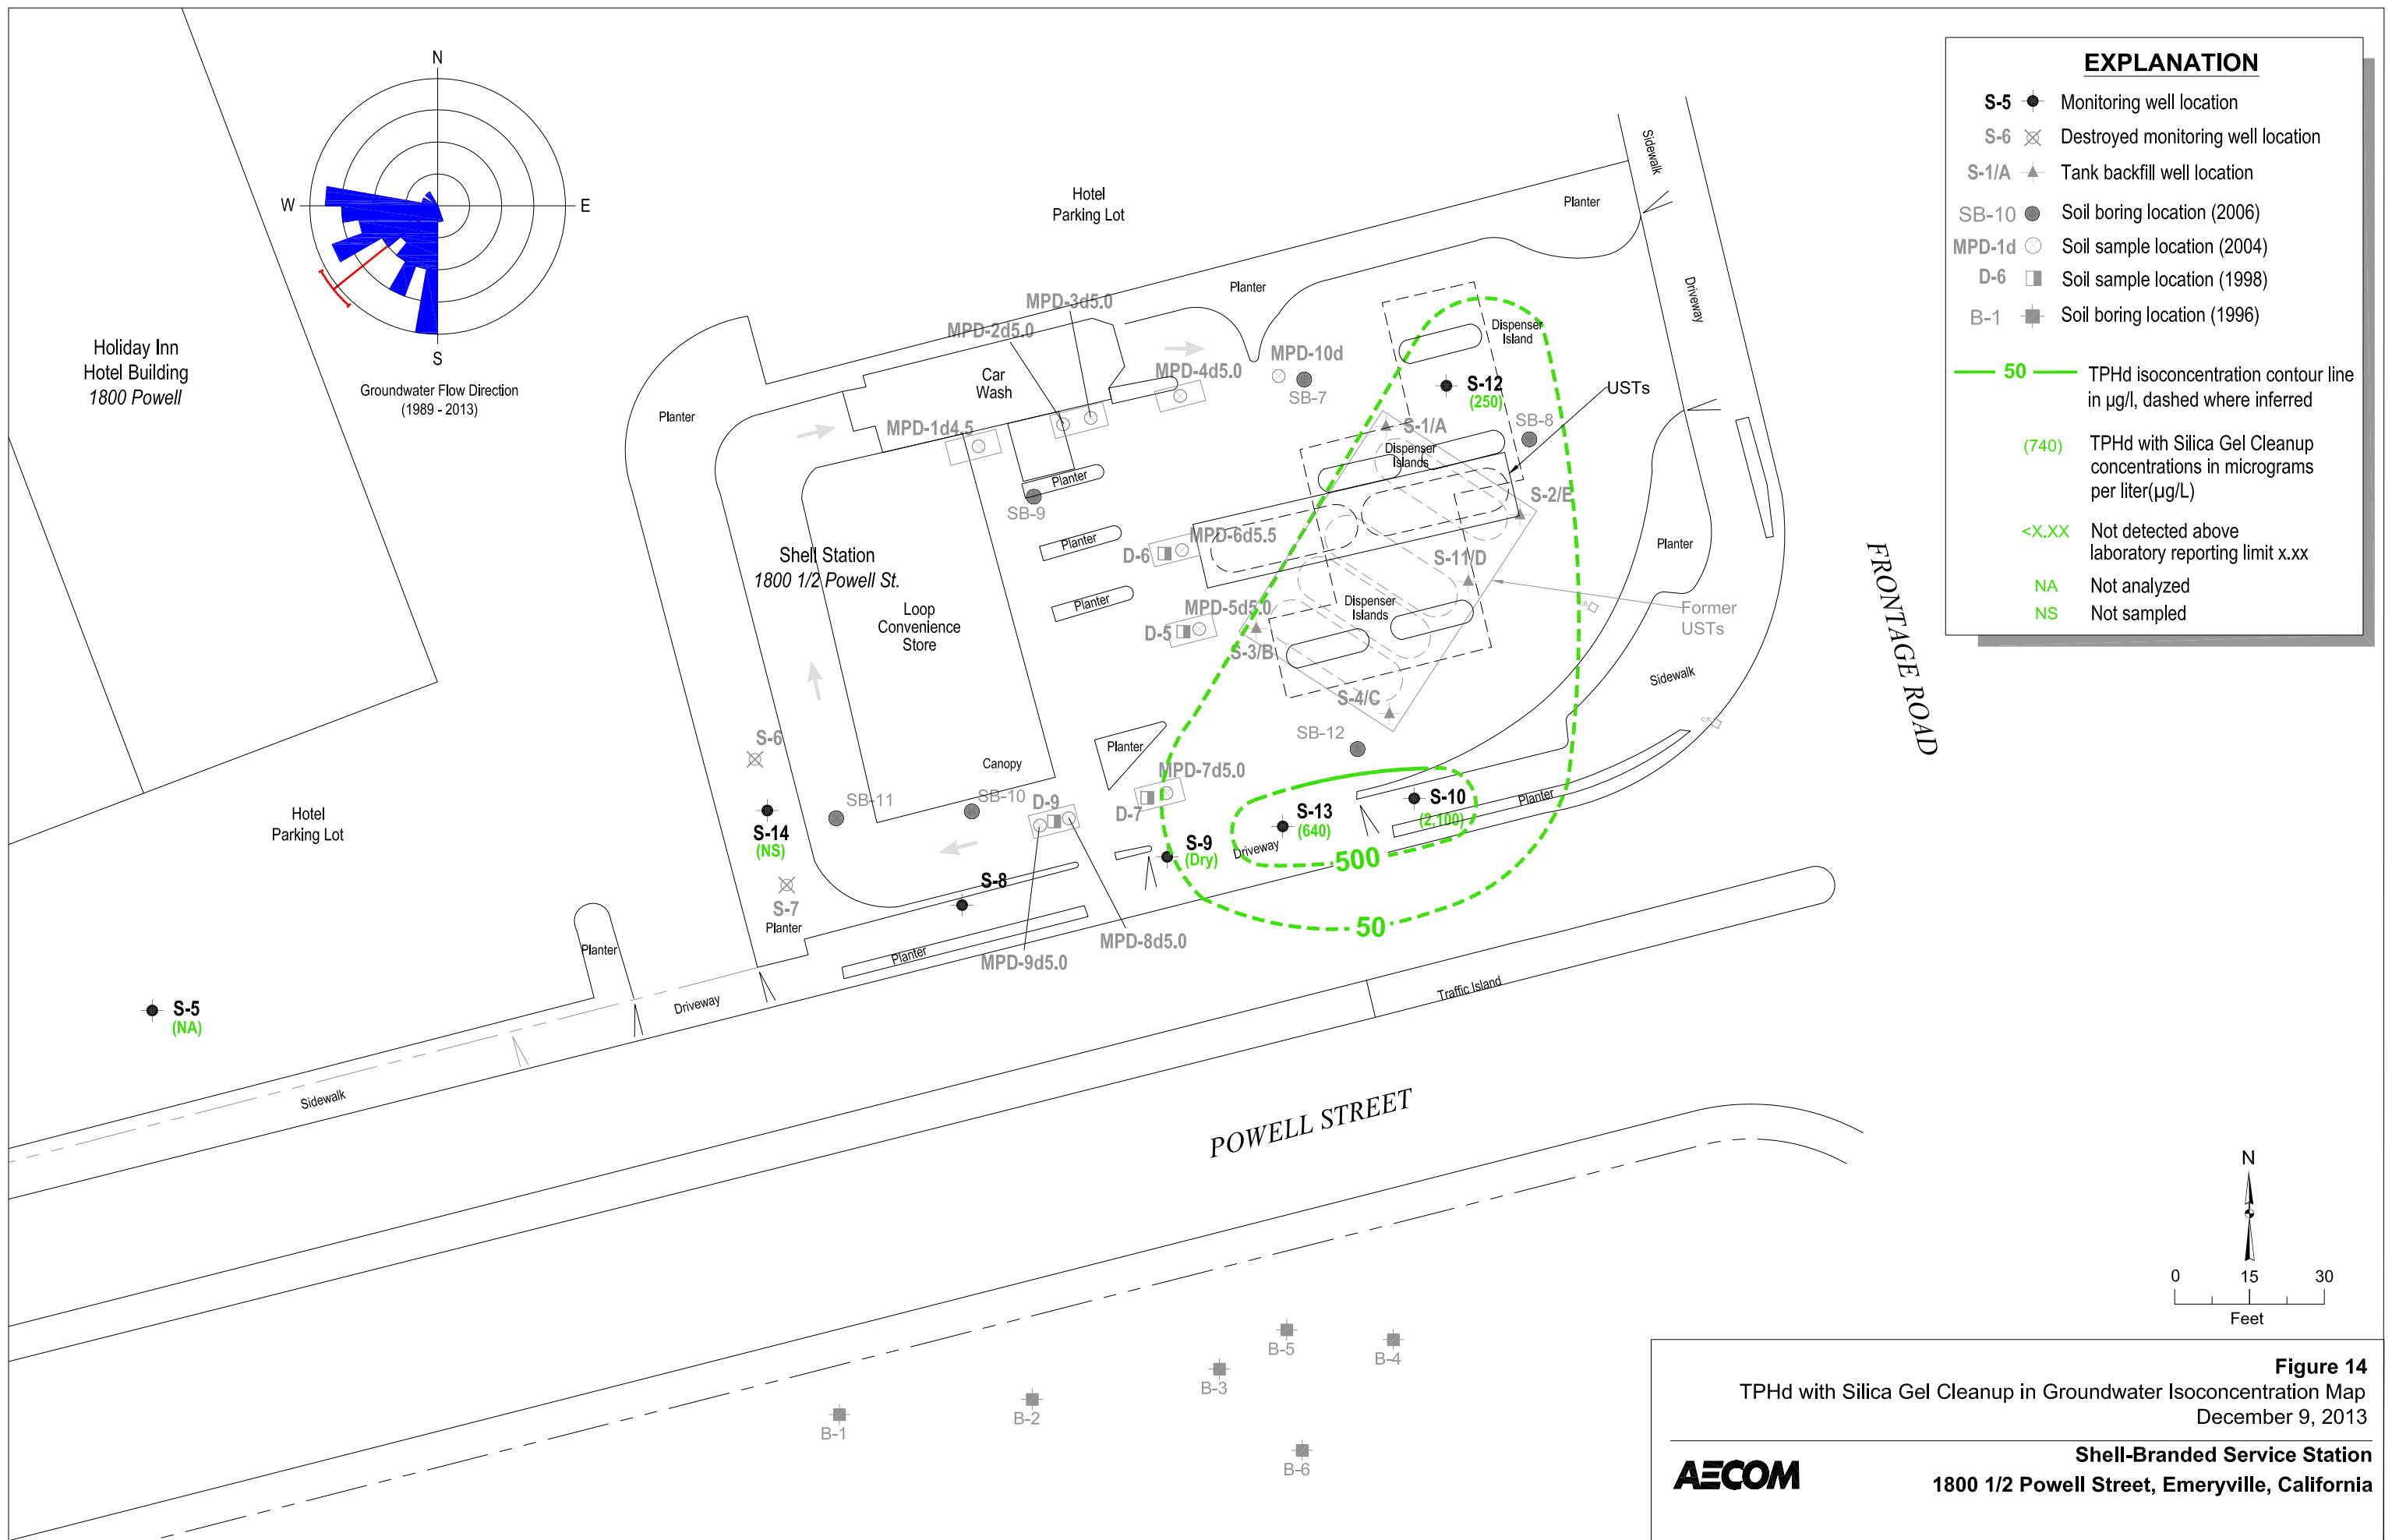 N
W
E
S
Groundwater Flow Direction
(1989 - 2013)
Holiday Inn
Hotel Building
1800 Powell
Hotel
Parking Lot
EXPLANATION
S-5 Monitoring well location
S-6 Destroyed monitoring well location
S-1/A Tank backfill well location
SB-10 Soil boring location (2006)
MPD-1d Soil sample location (2004)
D-6 Soil sample location (1998)
B-1 Soil boring location (1996)
50 TPHd isoconcentration contour line
in µg/l, dashed where inferred
(740) TPHd with Silica Gel Cleanup
concentrations in micrograms
per liter(µg/L)
<X.XX Not detected above
laboratory reporting limit x.xx
NA Not analyzed
NS Not sampled
Sidewalk
Planter
Driveway
Planter
MPD-3d5.0
MPD-2d5.0
Dispenser
Island
Car
Wash
MPD-4d5.0
MPD-10d
SB-7
S-12
(250)
USTs
Planter
MPD-1d4.5
S-1/A
SB-8
Dispenser
Islands
Planter
SB-9
S-2/E
Planter
D-6
MPD-6d5.5
Shell Station
1800 1/2 Powell St.
S-11/D
Planter
FRONTAGE ROAD
Loop
Convenience
Store
Planter
MPD-5d5.0
D-5
Dispenser
Islands
Former
USTs
S-3/B
Sidewalk
S-4/C
C.B.
SB-12
S-6
Planter
Canopy
MPD-7d5.0
Hotel
Parking Lot
S-14
(NS)
SB-11
SB-10
D-9
D-7
S-13
(640)
S-10
(2,100)
Planter
S-9
(Dry)
Driveway
500
S-8
S-7
Planter
50
Planter
Planter
MPD-8d5.0
MPD-9d5.0
S-5
(NA)
Driveway
Traffic Island
Sidewalk
POWELL STREET
N
0 15 30
Feet
B-5
B-4
B-3
B-2
B-1
B-6
Figure 14
TPHd with Silica Gel Cleanup in Groundwater Isoconcentration Map
December 9, 2013
AECOM
Shell-Branded Service Station
1800 1/2 Powell Street, Emeryville, California